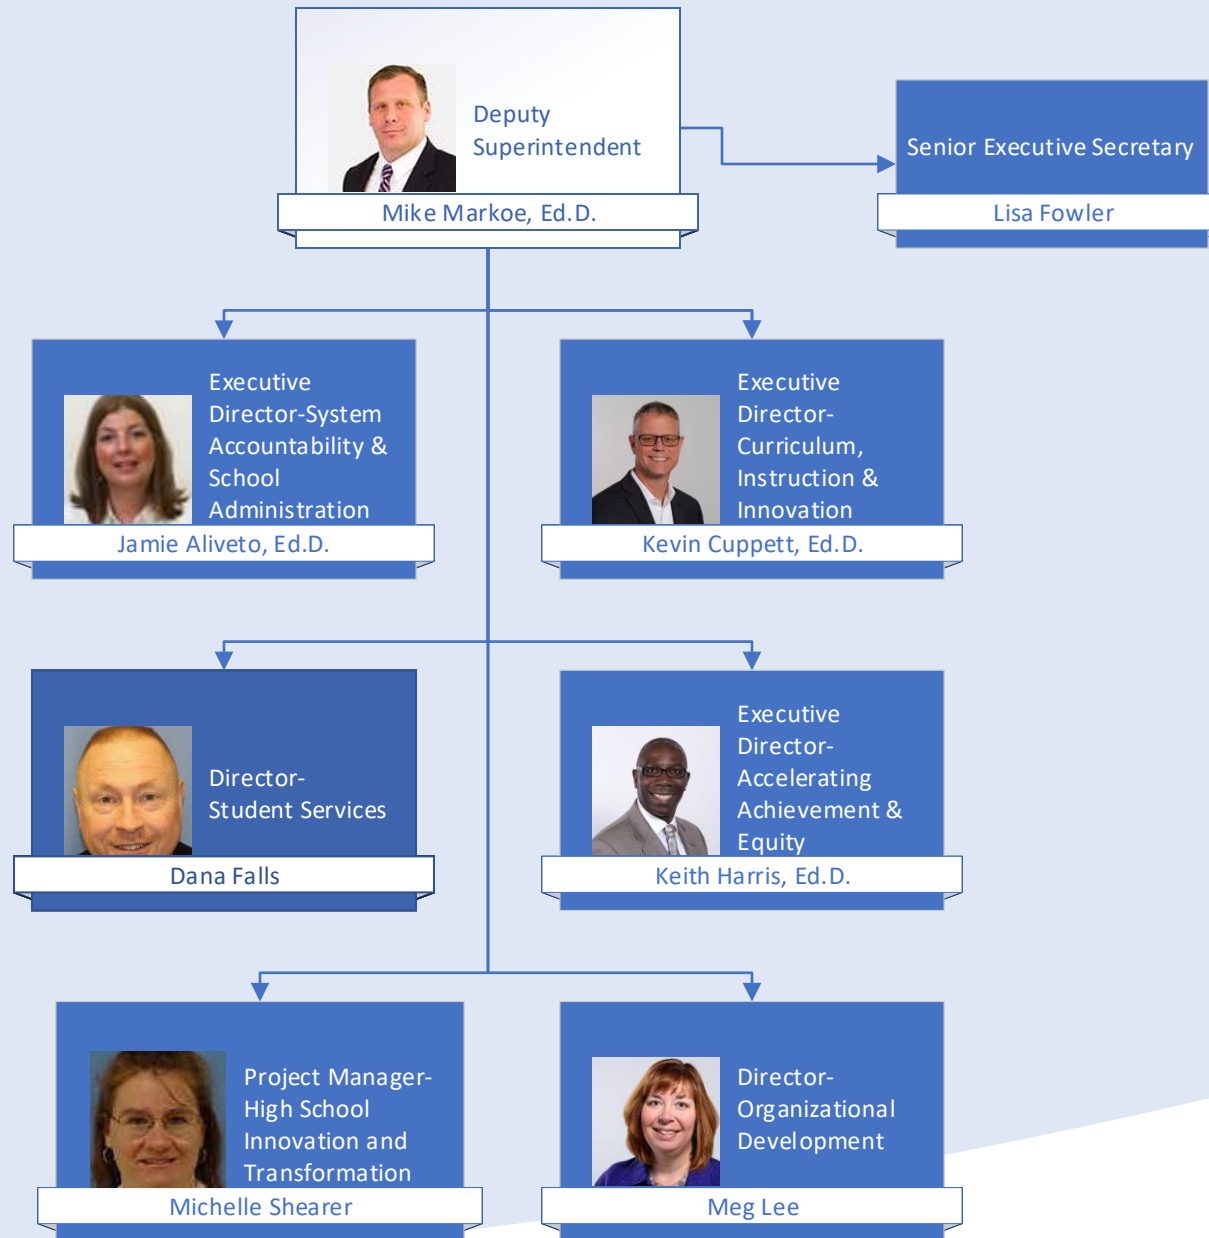 Deputy
Superintendent
Mike Markoe, Ed.D.
Senior Executive Secretary
Lisa Fowler
Executive
Director-System
Accountability &
School
Administration
Jamie Aliveto, Ed.D.
Executive
Director-
Curriculum,
Instruction &
Innovation
Kevin Cuppett, Ed.D.
Director-
Student Services
Dana Falls
Executive
Director-
Accelerating
Achievement &
Equity
Keith Harris, Ed.D.
Project Manager-
High School
Innovation and
Transformation
Michelle Shearer
Director-
Organizational
Development
Meg Lee